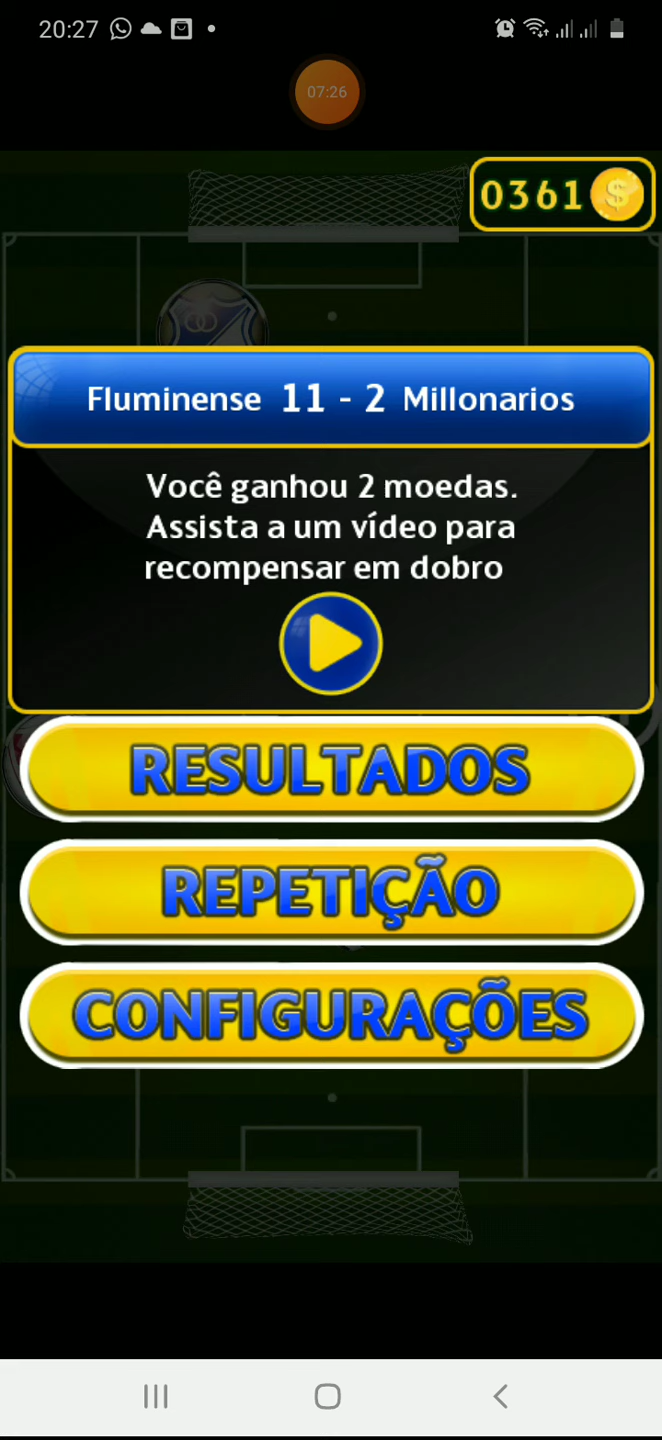 20:27
07:26
0361
Fluminense 11 - 2 Millonarios
Você ganhou 2 moedas.
Assista a um vídeo para
recompensar em dobro
RESULTADOS
REPETIÇÃO
CONFIGURAÇÕES